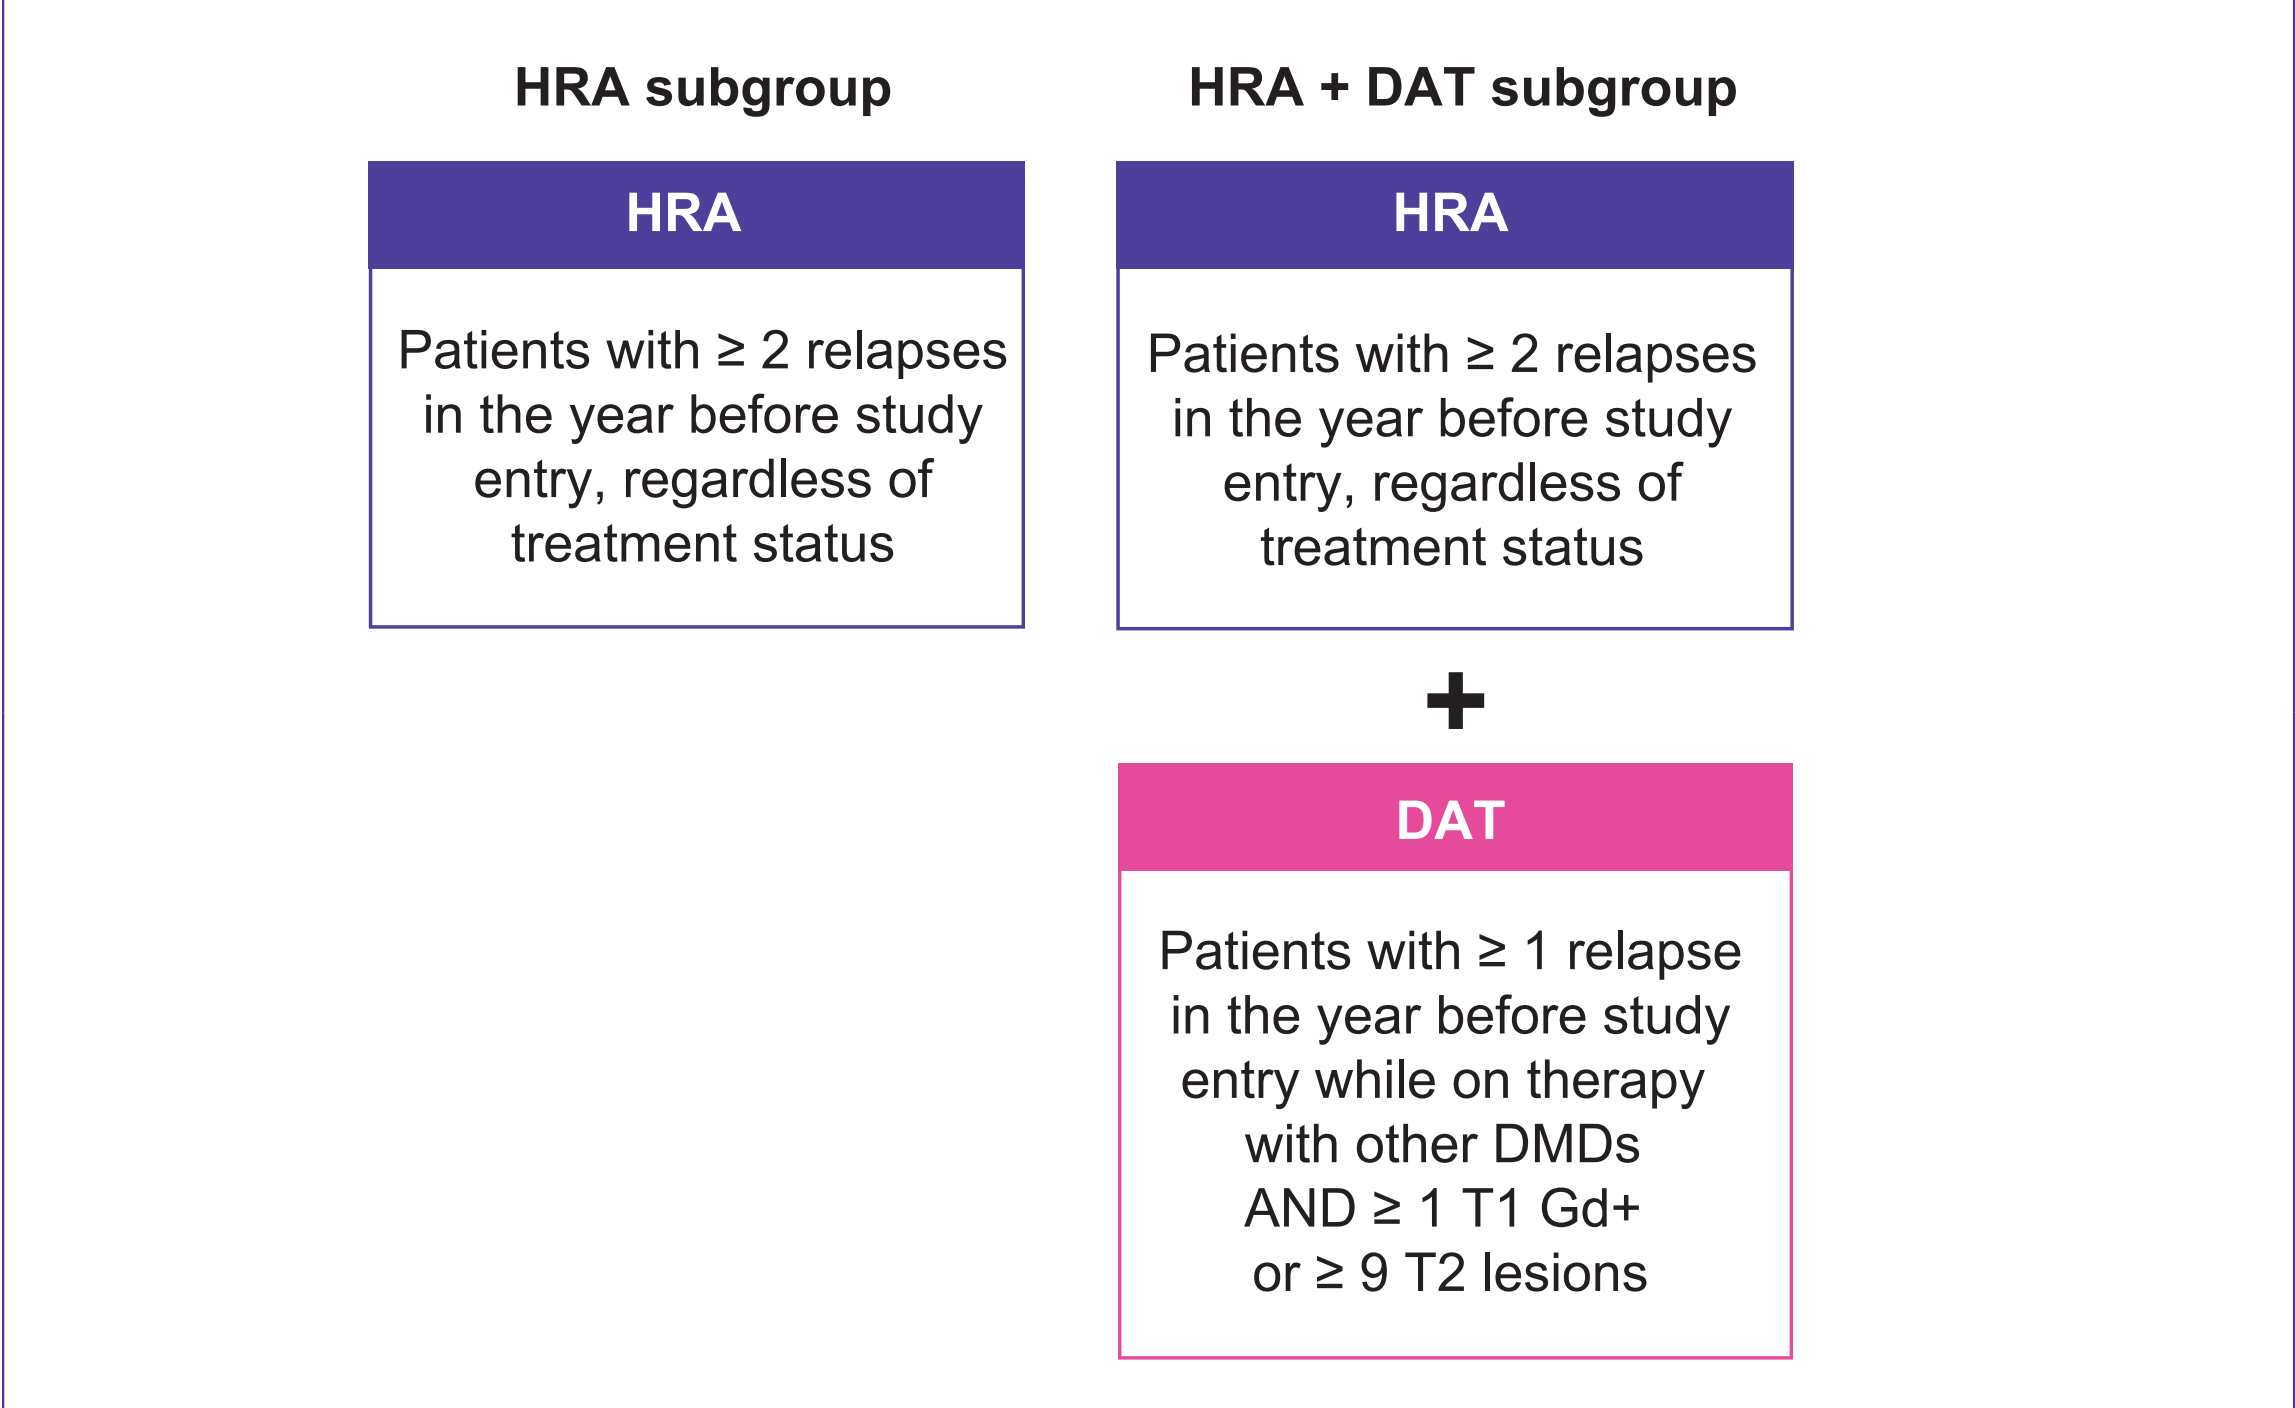 HRA subgroup
HRA
Patients with ≥ 2 relapses
in the year before study
entry, regardless of
treatment status
HRA + DAT subgroup
HRA
Patients with ≥ 2 relapses
in the year before study
entry, regardless of
treatment status
+
DAT
Patients with ≥ 1 relapse
in the year before study
entry while on therapy
with other DMDs
AND ≥ 1 T1 Gd+
or ≥ 9 T2 lesions